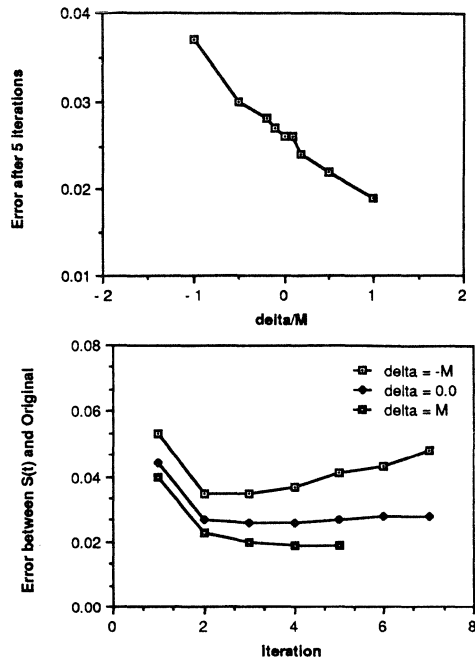 Error after 5 iterations
0.04
0.03
0.02
0.01
-2 -1 0 1 2
delta/M
Error between S(t) and Original
0.08
0.06
0.04
0.02
0.00
delta = -M
delta = 0.0
delta = M
0 2 4 6 8
Iteration